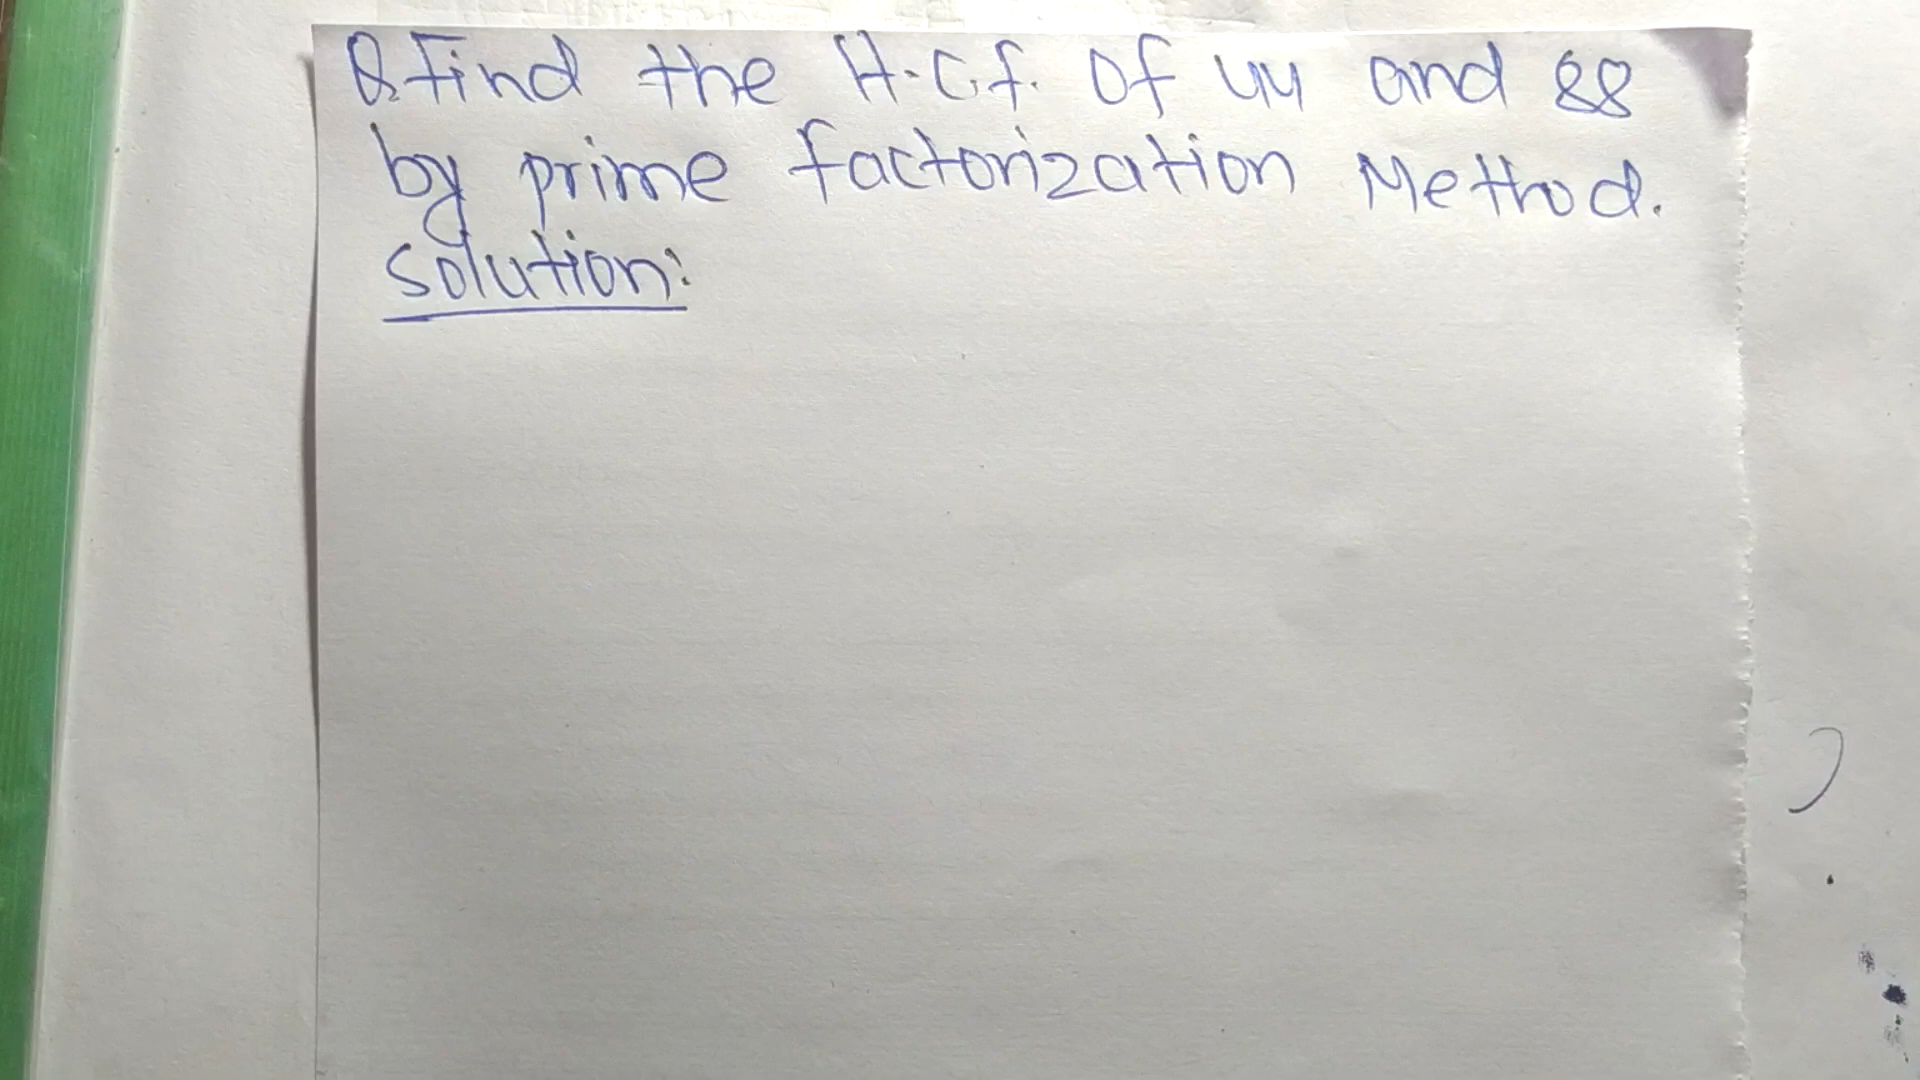 Q. Find the H.C.f. of 44 and 88
by prime factorization Method.
solution: